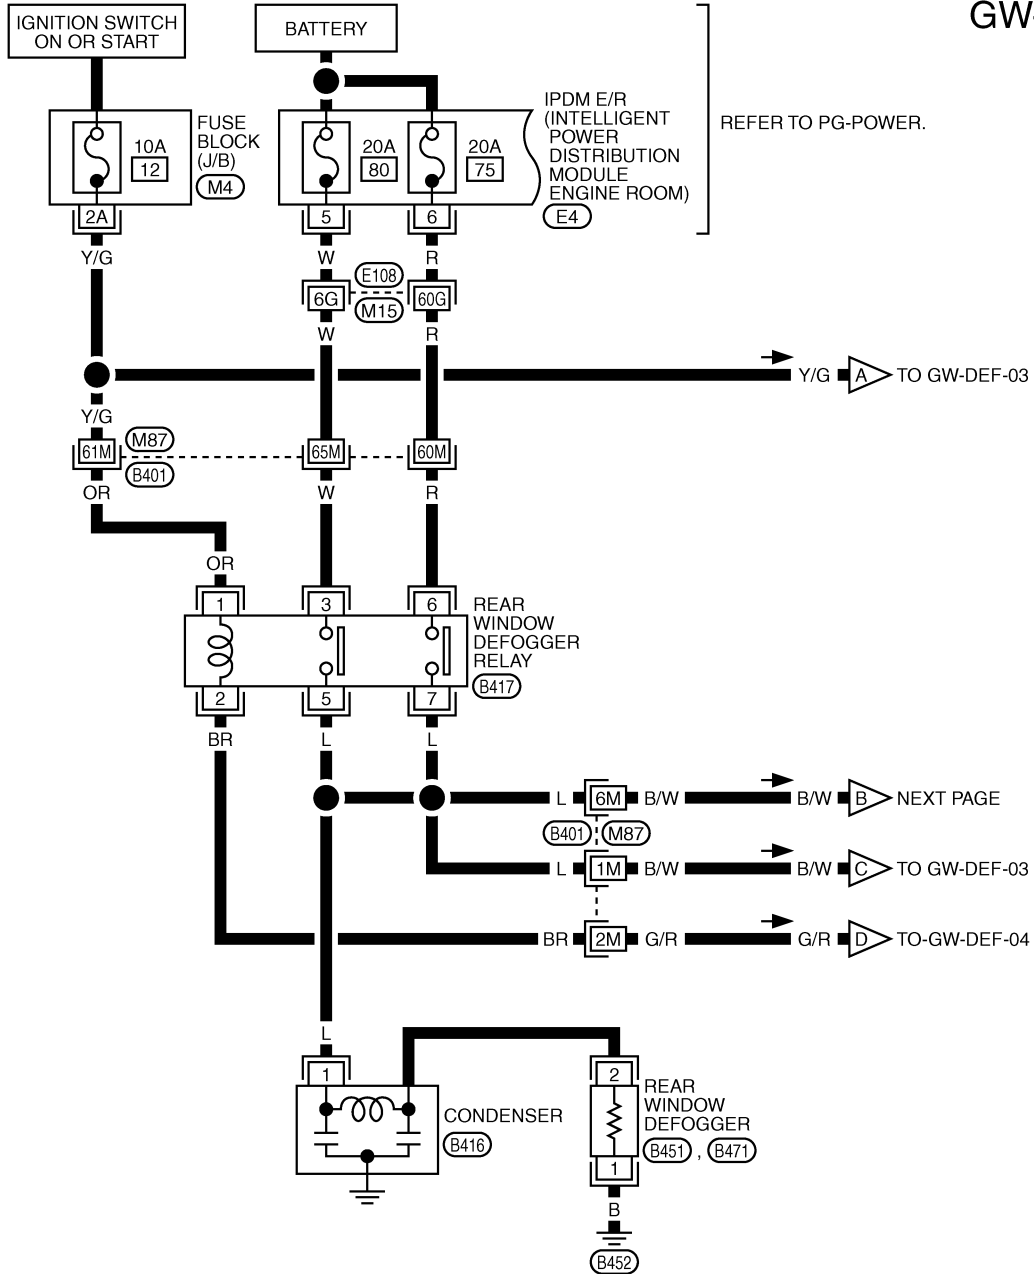 GW-
IGNITION SWITCH
ON OR START
BATTERY
10A
12
FUSE
BLOCK
(J/B)
M4
20A
80
20A
75
IPDM E/R
(INTELLIGENT
POWER
DISTRIBUTION
MODULE
ENGINE ROOM)
E4
REFER TO PG-POWER.
2A
5
6
Y/G
W
R
6G
E108
M15
60G
W
R
Y/G
A
TO GW-DEF-03
Y/G
61M
M87
B401
65M
60M
OR
W
R
OR
1
3
6
REAR
WINDOW
DEFOGGER
RELAY
B417
2
5
7
BR
L
L
L
6M
B/W
B/W
B
NEXT PAGE
B401
M87
L
1M
B/W
B/W
C
TO GW-DEF-03
BR
2M
G/R
G/R
D
TO-GW-DEF-04
L
1
CONDENSER
B416
2
REAR
WINDOW
DEFOGGER
B451 , B471
1
B
B452